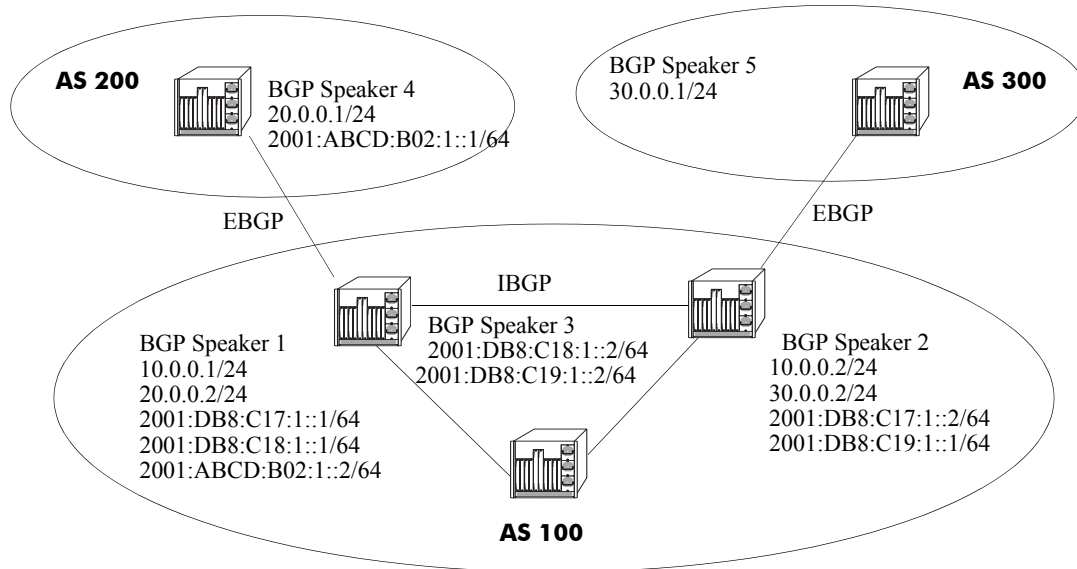 AS 200
BGP Speaker 4
20.0.0.1/24
2001:ABCD:B02:1::1/64
BGP Speaker 5
30.0.0.1/24
AS 300
EBGP
EBGP
IBGP
BGP Speaker 1
10.0.0.1/24
20.0.0.2/24
2001:DB8:C17:1::1/64
2001:DB8:C18:1::1/64
2001:ABCD:B02:1::2/64
BGP Speaker 3
2001:DB8:C18:1::2/64
2001:DB8:C19:1::2/64
BGP Speaker 2
10.0.0.2/24
30.0.0.2/24
2001:DB8:C17:1::2/64
2001:DB8:C19:1::1/64
AS 100